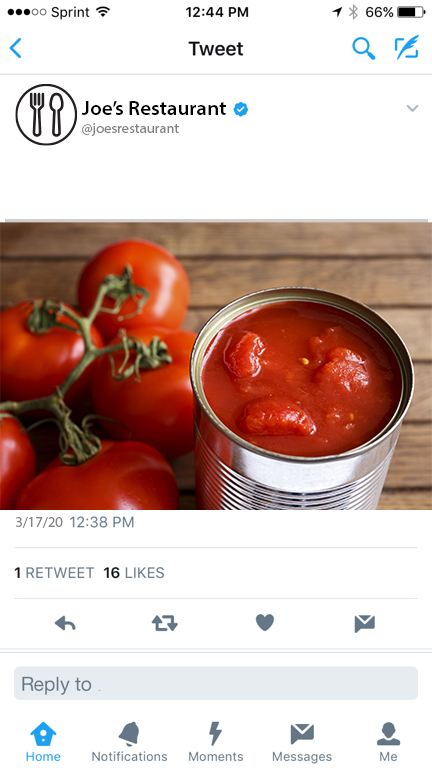 Sprint 12:44 PM 66%
Tweet
Joe's Restaurant
@joesrestaurant
3/17/20 12:38 PM
1 RETWEET 16 LIKES
Reply to .
Home Notifications Moments Messages Me